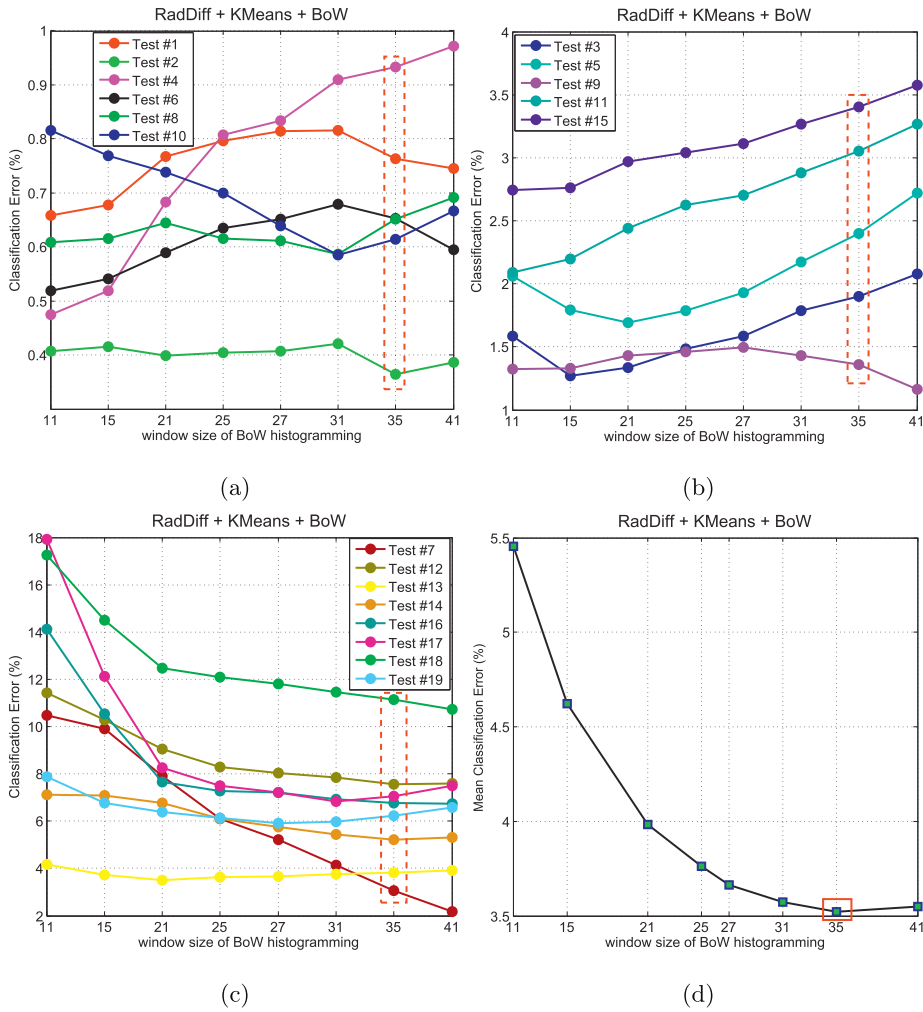 RadDiff + KMeans + BoW
Classification Error (%)
1
0.9
0.8
0.7
0.6
0.5
0.4
Test #1
Test #2
Test #4
Test #6
Test #8
Test #10
11 15 21 25 27 31 35 41
window size of BoW histogramming
(a)
RadDiff + KMeans + BoW
Classification Error (%)
4
3.5
3
2.5
2
1.5
1
Test #3
Test #5
Test #9
Test #11
Test #15
11 15 21 25 27 31 35 41
window size of BoW histogramming
(b)
RadDiff + KMeans + BoW
Classification Error (%)
18
16
14
12
10
8
6
4
2
Test #7
Test #12
Test #13
Test #14
Test #16
Test #17
Test #18
Test #19
11 15 21 25 27 31 35 41
window size of BoW histogramming
(c)
RadDiff + KMeans + BoW
Mean Classification Error (%)
5.5
5
4.5
4
3.5
11 15 21 25 27 31 35 41
window size of BoW histogramming
(d)